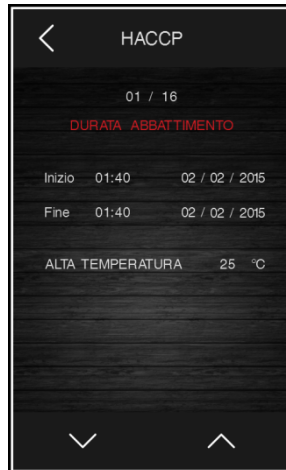 HACCP
01 / 16
DURATA ABBATTIMENTO
Inizio 01:40 02 / 02 / 2015
Fine 01:40 02 / 02 / 2015
ALTA TEMPERATURA 25 °C